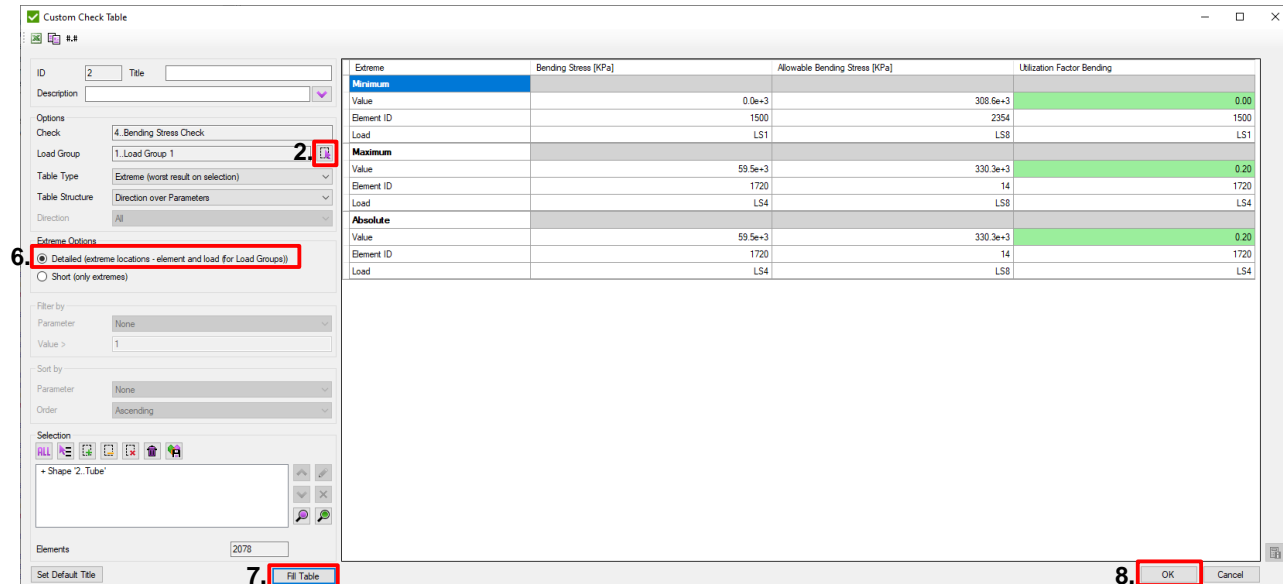 Custom Check Table
#.#
ID 2 Title
Description
Options
Check 4..Bending Stress Check
Load Group 1..Load Group 1 2.
Table Type Extreme (worst result on selection)
Table Structure Direction over Parameters
Direction All
Extreme Options
6. Detailed (extreme locations - element and load (for Load Groups))
Short (only extremes)
Filter by
Parameter None
Value > 1
Sort by
Parameter None
Order Ascending
Selection
ALL
+ Shape '2..Tube'
Elements 2078
Set Default Title 7. Fill Table
Extreme Bending Stress [KPa] Allowable Bending Stress [KPa] Utilization Factor Bending
Minimum
Value 0.0e+3 308.6e+3 0.00
Element ID 1500 2354 1500
Load LS1 LS8 LS1
Maximum
Value 59.5e+3 330.3e+3 0.20
Element ID 1720 14 1720
Load LS4 LS8 LS4
Absolute
Value 59.5e+3 330.3e+3 0.20
Element ID 1720 14 1720
Load LS4 LS8 LS4
8. OK Cancel